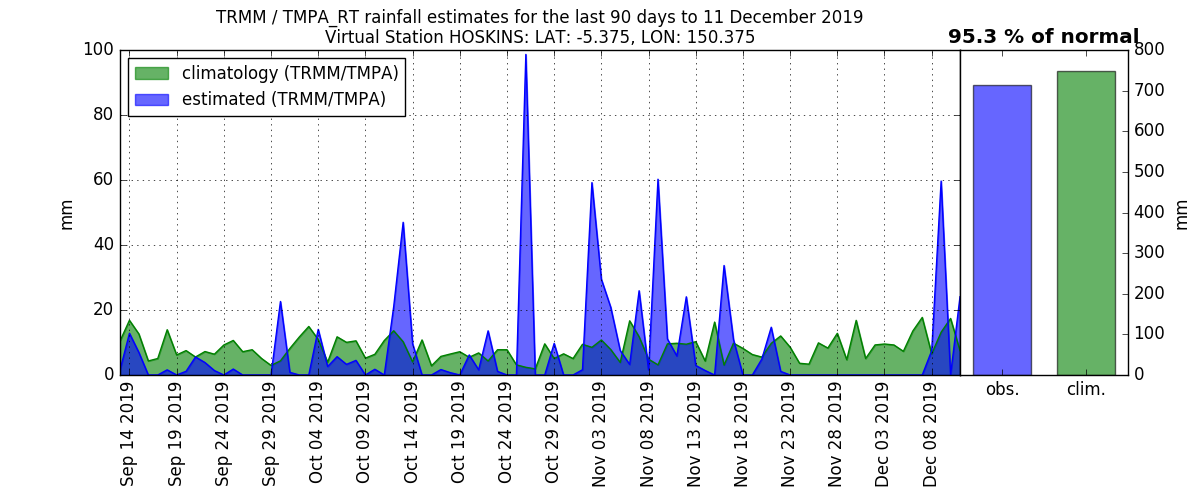 TRMM / TMPA_RT rainfall estimates for the last 90 days to 11 December 2019
Virtual Station HOSKINS: LAT: -5.375, LON: 150.375
95.3 % of normal
climatology (TRMM/TMPA)
estimated (TRMM/TMPA)
mm
100
80
60
40
20
0
Sep 14 2019
Sep 19 2019
Sep 24 2019
Sep 29 2019
Oct 04 2019
Oct 09 2019
Oct 14 2019
Oct 19 2019
Oct 24 2019
Oct 29 2019
Nov 03 2019
Nov 08 2019
Nov 13 2019
Nov 18 2019
Nov 23 2019
Nov 28 2019
Dec 03 2019
Dec 08 2019
obs.
clim.
800
700
600
500
400
300
200
100
0
mm